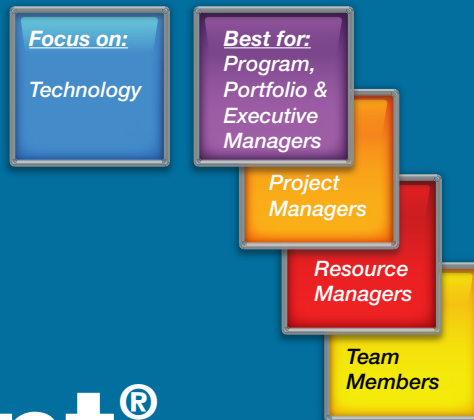 Focus on:
Technology
Best for:
Program,
Portfolio &
Executive
Managers
Project
Managers
Resource
Managers
Team
Members
®